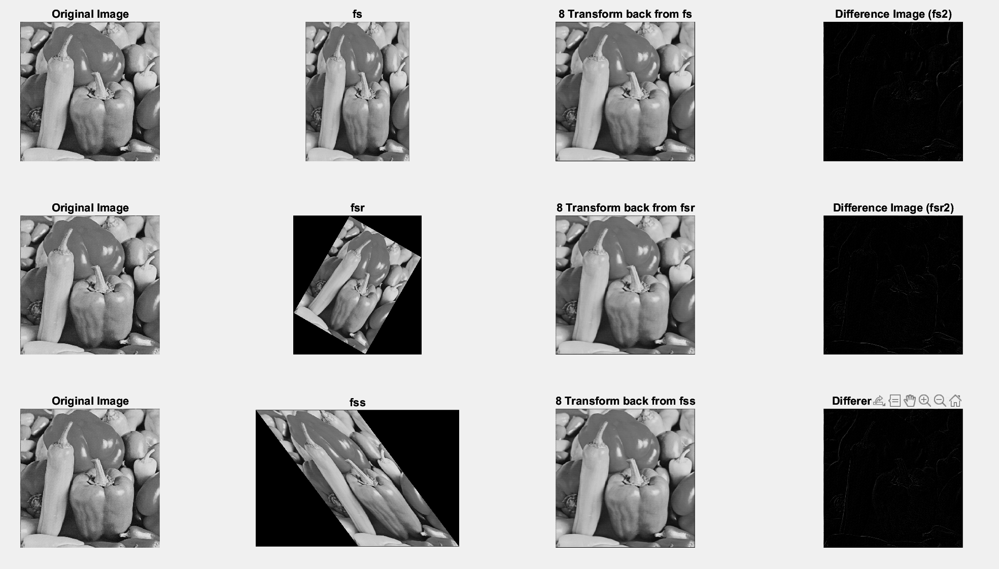 Original Image
fs
8 Transform back from fs
Difference Image (fs2)
Original Image
fsr
8 Transform back from fsr
Difference Image (fsr2)
Original Image
fss
8 Transform back from fss
Differer